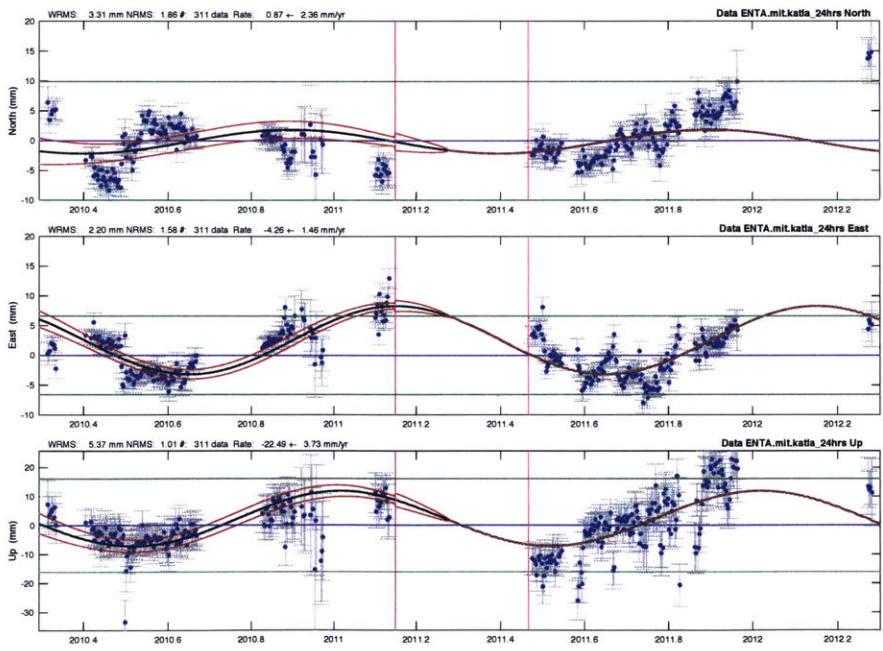 WRMS: 3.31 mm NRMS: 1.86 #: 311 data Rate: 0.87 +- 2.36 mm/yr Data ENTA.mit.katla_24hrs North
20
15
10
5
0
-5
-10
North (mm)
2010.4 2010.6 2010.8 2011 2011.2 2011.4 2011.6 2011.8 2012 2012.2
WRMS: 2.20 mm NRMS: 1.58 #: 311 data Rate: -4.26 +- 1.46 mm/yr Data ENTA.mit.katla_24hrs East
20
15
10
5
0
-5
-10
East (mm)
2010.4 2010.6 2010.8 2011 2011.2 2011.4 2011.6 2011.8 2012 2012.2
WRMS: 5.37 mm NRMS: 1.01 #: 311 data Rate: -22.49 +- 3.73 mm/yr Data ENTA.mit.katla_24hrs Up
20
10
0
-10
-20
-30
Up (mm)
2010.4 2010.6 2010.8 2011 2011.2 2011.4 2011.6 2011.8 2012 2012.2